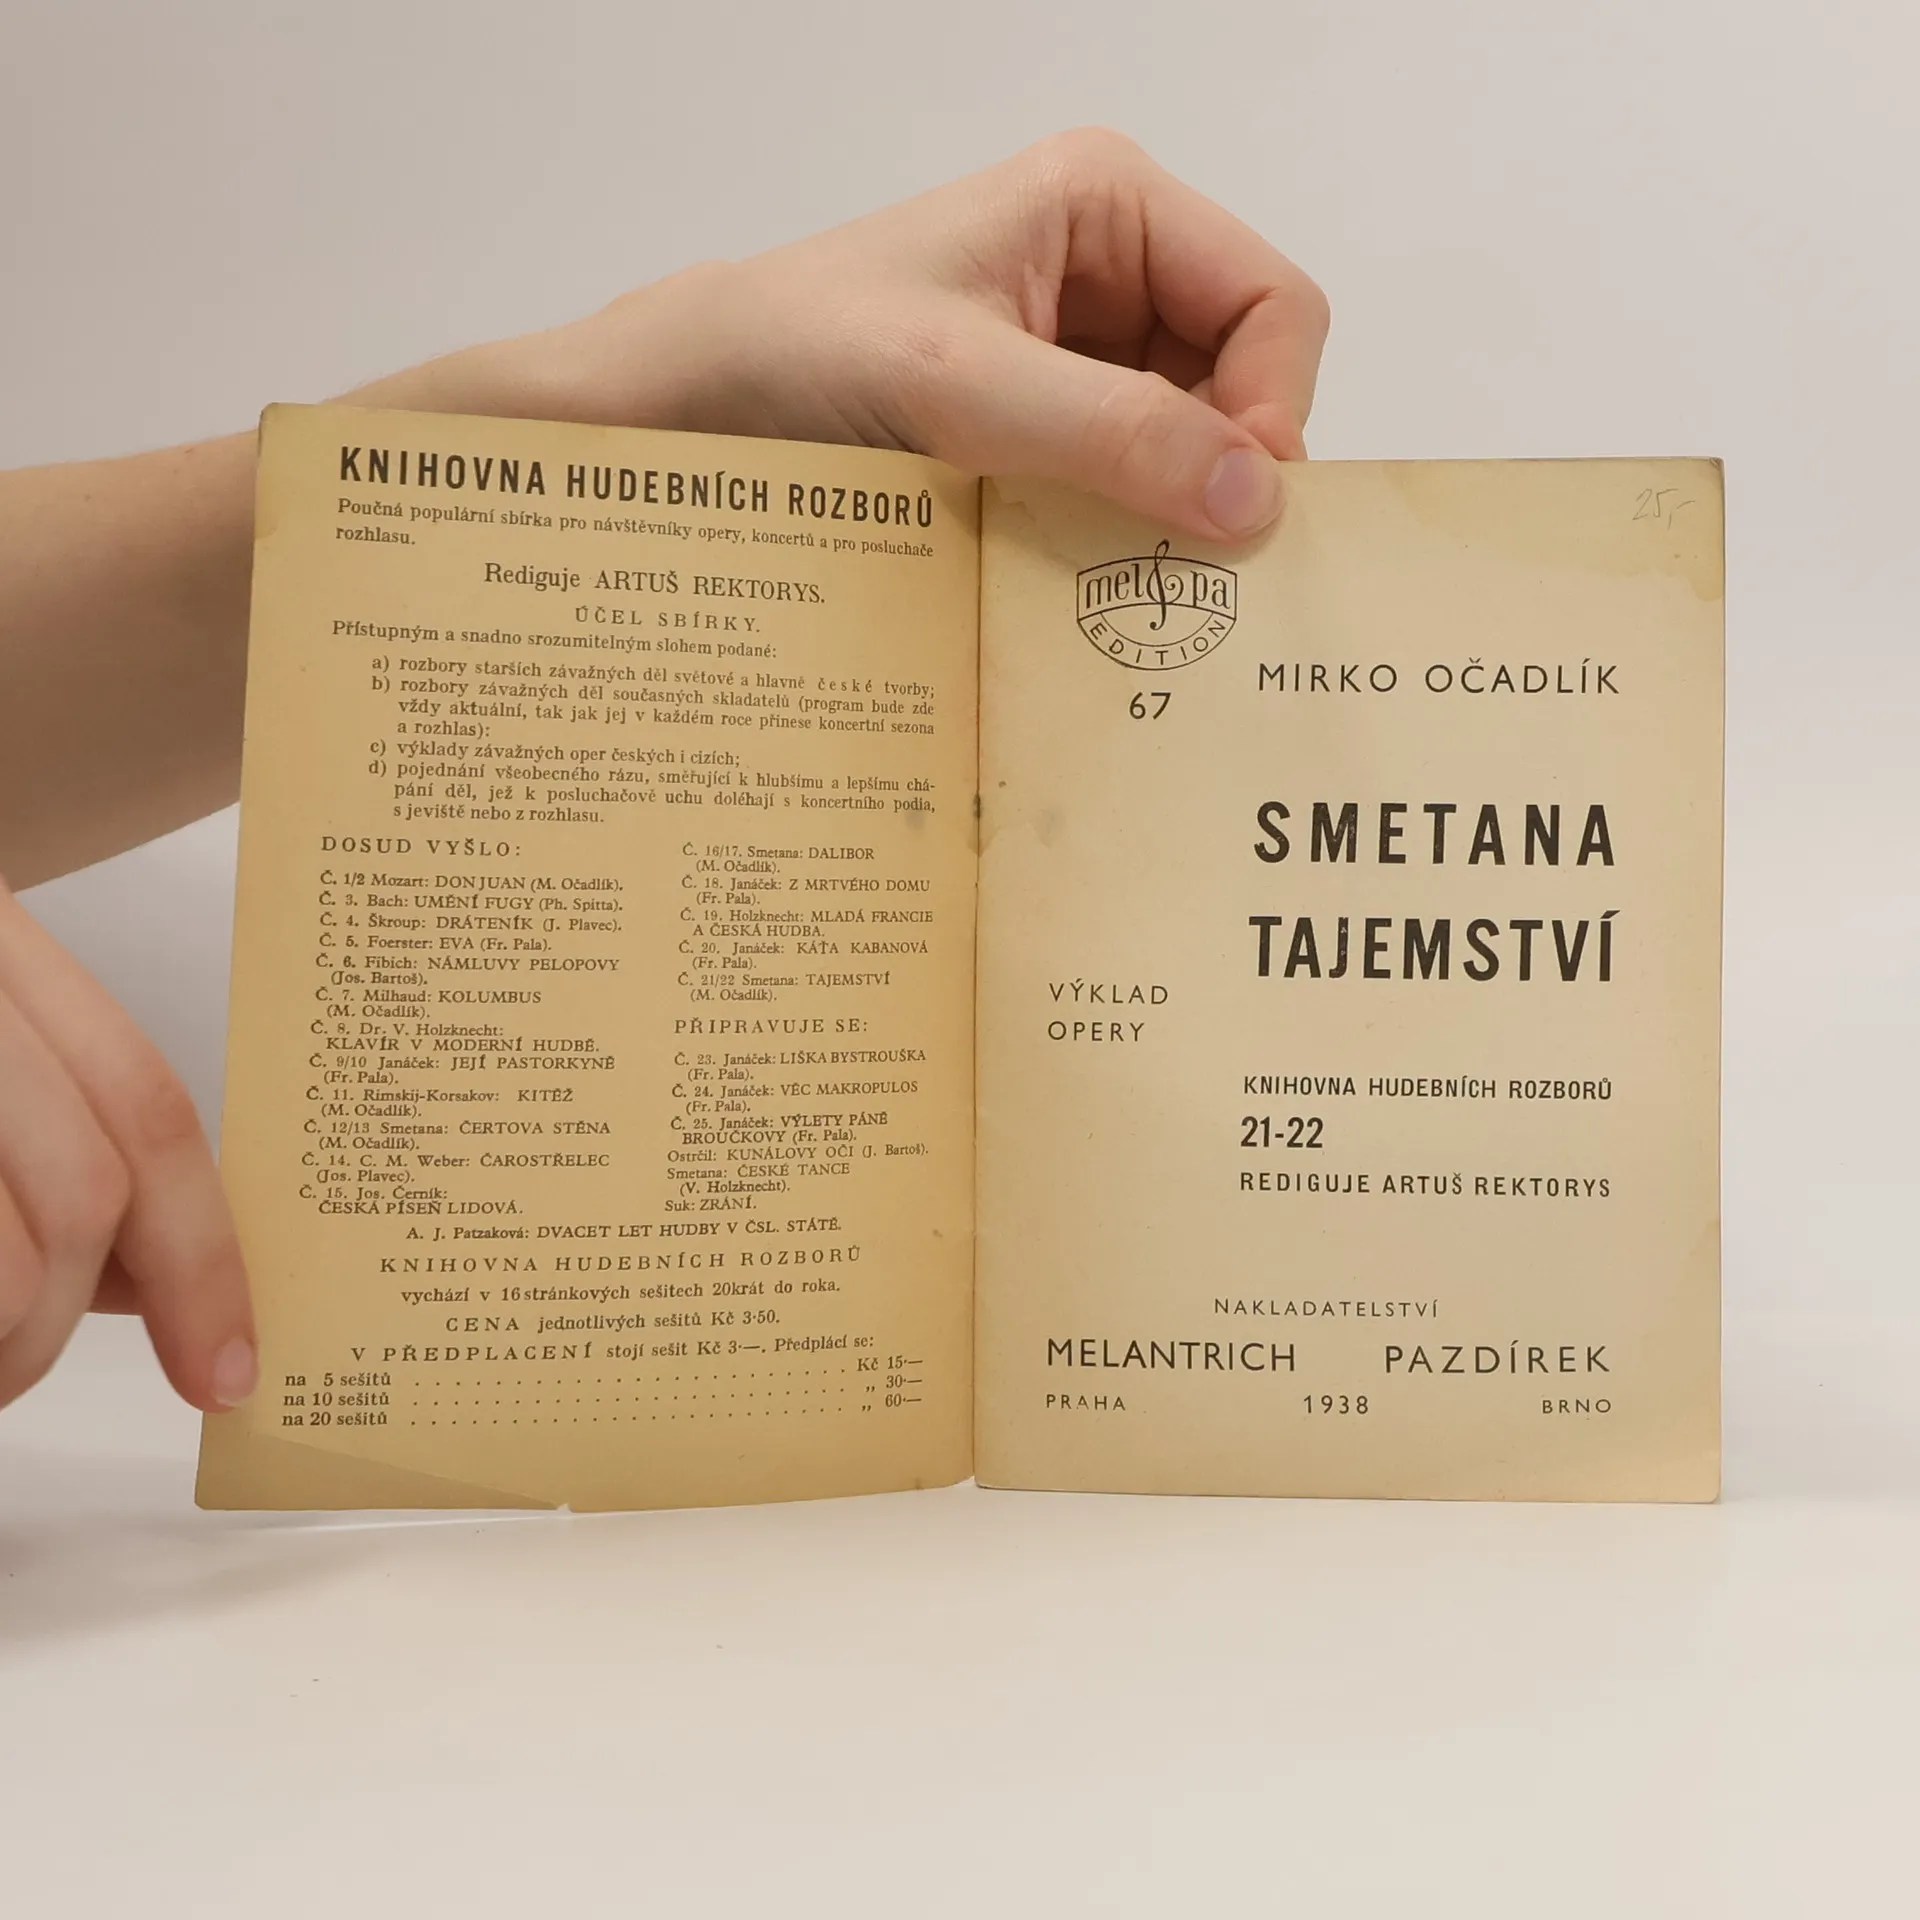 KNIHOVNA HUDEBNÍCH ROZBORŮ
Poučná populární sbírka pro návštěvníky opery, koncertů a pro posluchače
rozhlasu.
Rediguje ARTUŠ REKTORYS.
ÚČEL SBÍRKY.
Přístupným a snadno srozumitelným slohem podané:
a) rozbory starších závažných děl světové a hlavně české tvorby;
b) rozbory závažných děl současných skladatelů (program bude zde
vždy aktuální, tak jak jej v každém roce přinese koncertní sezona
a rozhlas):
c) výklady závažných oper českých i cizích;
d) pojednání všeobecného rázu, směřující k hlubšímu a lepšímu chá-
pání děl, jež k posluchačově uchu doléhají s koncertního podia,
s jeviště nebo z rozhlasu.
DOSUD VYŠLO:
Č. 1/2 Mozart: DON JUAN (M. Očadlík).
Č. 3. Bach: UMĚNÍ FUGY (Ph. Spitta).
Č. 4. Škroup: DRÁTENÍK (J. Plavec).
Č. 5. Foerster: EVA (Fr. Pala).
Č. 6. Fibich: NÁMLUVY PELOPOVY
(Jos. Bartoš).
Č. 7. Milhaud: KOLUMBUS
(M. Očadlík).
Č. 8. Dr. V. Holzknecht:
KLAVÍR V MODERNÍ HUDBĚ.
Č. 9/10 Janáček: JEJÍ PASTORKYNĚ
(Fr. Pala).
Č. 11. Rimskij-Korsakov: KITĚŽ
(M. Očadlík).
Č. 12/13 Smetana: ČERTOVA STĚNA
(M. Očadlík).
Č. 14. C. M. Weber: ČAROSTŘELEC
(Jos. Plavec).
Č. 15. Jos. Černík:
ČESKÁ PÍSEŇ LIDOVÁ.
Č. 16/17. Smetana: DALIBOR
(M. Očadlík).
Č. 18. Janáček: Z MRTVÉHO DOMU
(Fr. Pala).
Č. 19. Holzknecht: MLADÁ FRANCIE
A ČESKÁ HUDBA.
Č. 20. Janáček: KÁŤA KABANOVÁ
(Fr. Pala).
Č. 21/22 Smetana: TAJEMSTVÍ
(M. Očadlík).
PŘIPRAVUJE SE:
Č. 23. Janáček: LIŠKA BYSTROUŠKA
(Fr. Pala).
Č. 24. Janáček: VĚC MAKROPULOS
(Fr. Pala).
Č. 25. Janáček: VÝLETY PÁNĚ
BROUČKOVY (Fr. Pala).
Ostrčil: KUNÁLOVY OČI (J. Bartoš).
Smetana: ČESKÉ TANCE
(V. Holzknecht).
Suk: ZRÁNÍ.
A. J. Patzaková: DVACET LET HUDBY V ČSL. STÁTĚ.
KNIHOVNA HUDEBNÍCH ROZBORŮ
vychází v 16stránkových sešitech 20krát do roka.
CENA jednotlivých sešitů Kč 3·50.
V PŘEDPLACENÍ stojí sešit Kč 3·—. Předplácí se:
na 5 sešitů . . . . . . . . . . . . . . . . . . . . . . Kč 15·—
na 10 sešitů . . . . . . . . . . . . . . . . . . . . . . „ 30·—
na 20 sešitů . . . . . . . . . . . . . . . . . . . . . . „ 60·—
25,-
melopa
EDITION
67
MIRKO OČADLÍK
SMETANA
TAJEMSTVÍ
VÝKLAD
OPERY
KNIHOVNA HUDEBNÍCH ROZBORŮ
21-22
REDIGUJE ARTUŠ REKTORYS
NAKLADATELSTVÍ
MELANTRICH PAZDÍREK
PRAHA 1938 BRNO